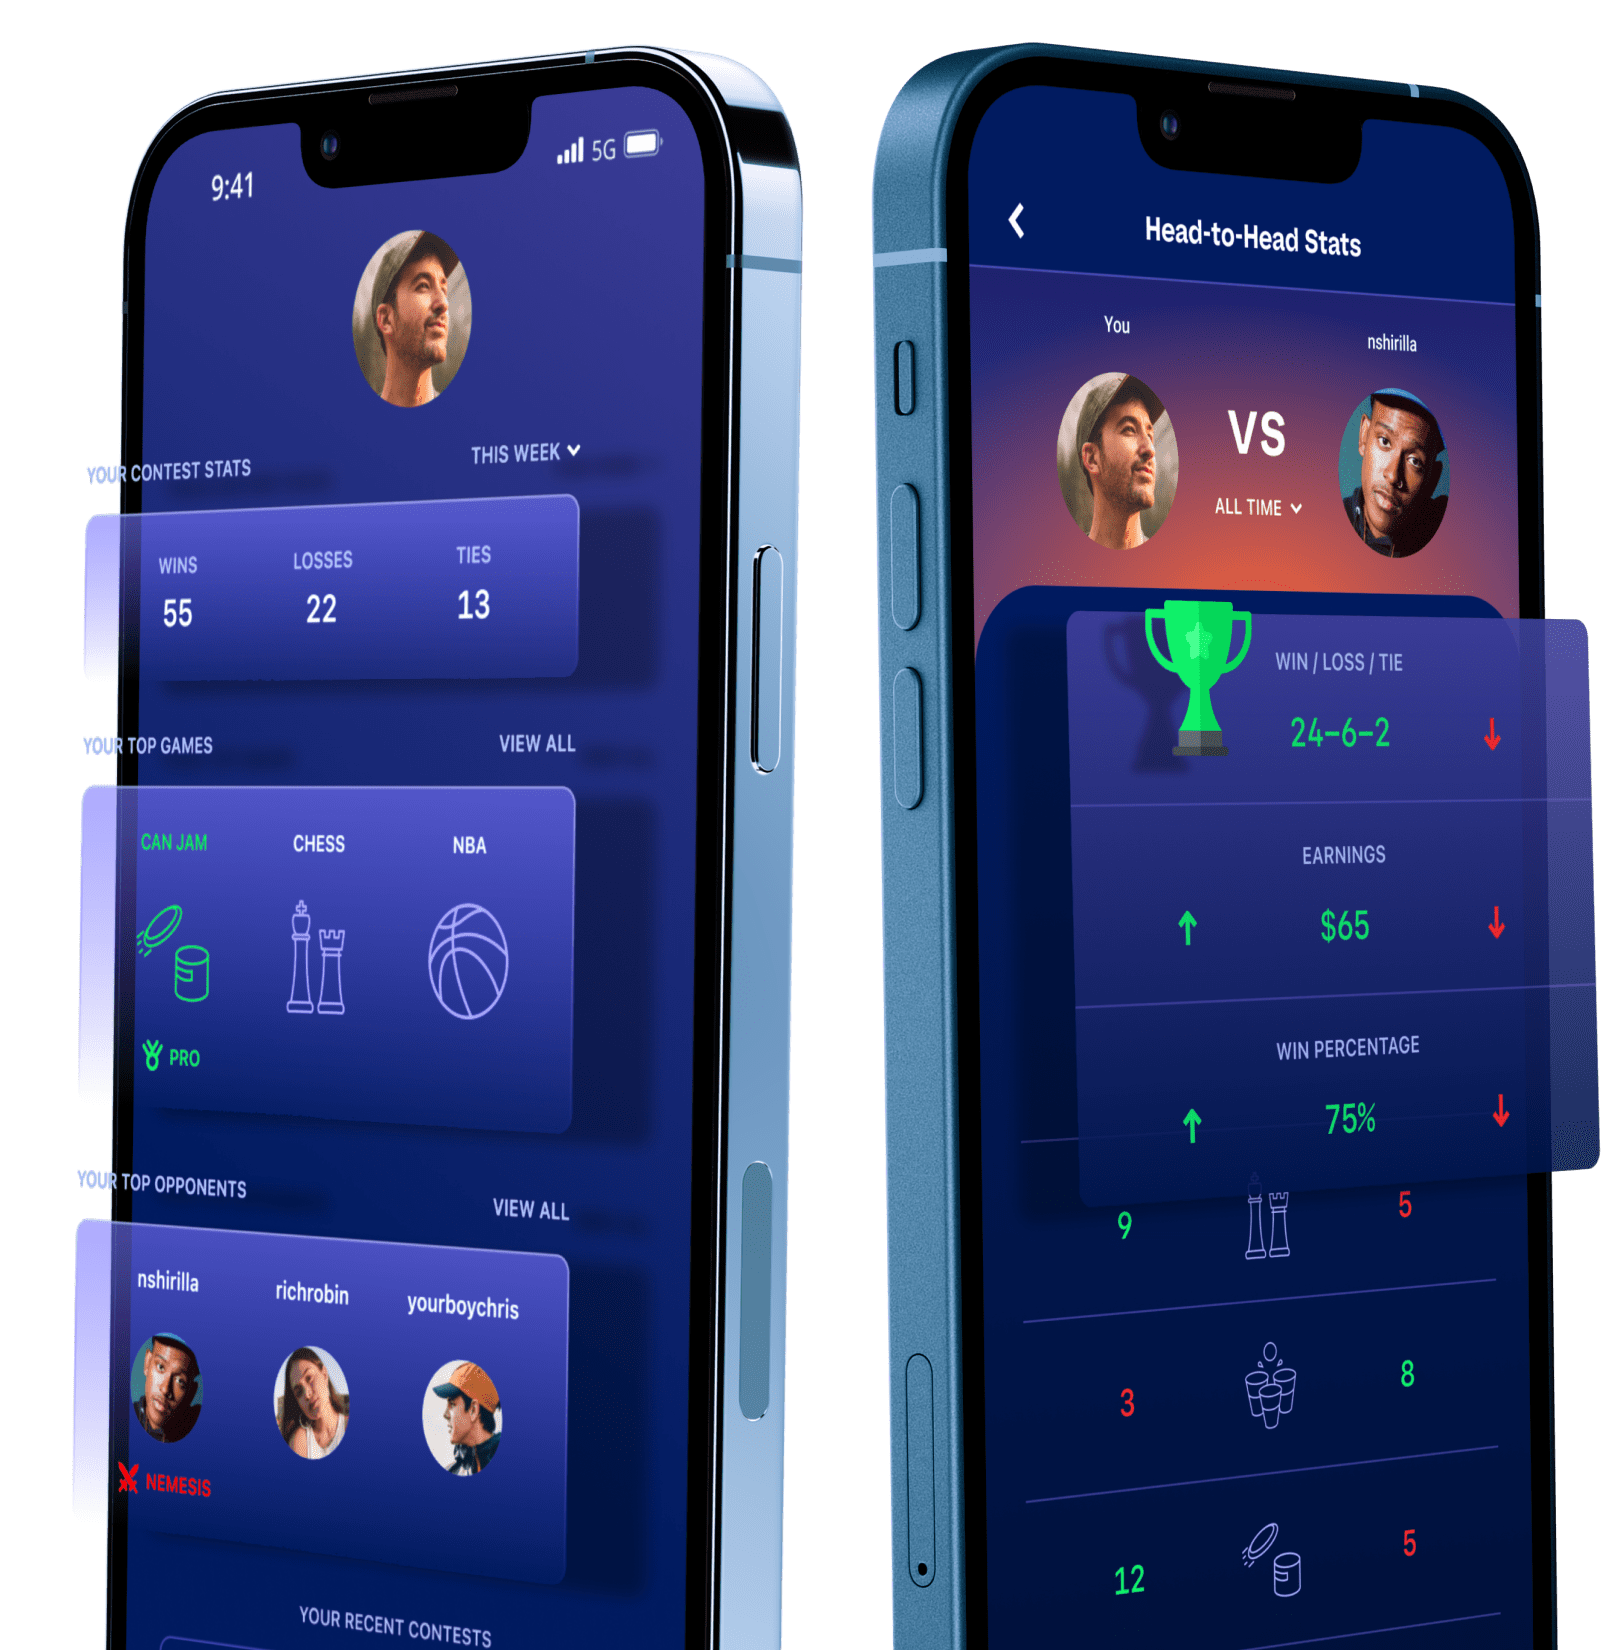 9:41
5G
YOUR CONTEST STATS
THIS WEEK
WINS LOSSES TIES
55 22 13
YOUR TOP GAMES
VIEW ALL
CAN JAM CHESS NBA
PRO
YOUR TOP OPPONENTS
VIEW ALL
nshirilla richrobin yourboychris
NEMESIS
YOUR RECENT CONTESTS
Head-to-Head Stats
You
nshirilla
VS
ALL TIME
WIN / LOSS / TIE
24-6-2
EARNINGS
$65
WIN PERCENTAGE
75%
9 5
3 8
12 5